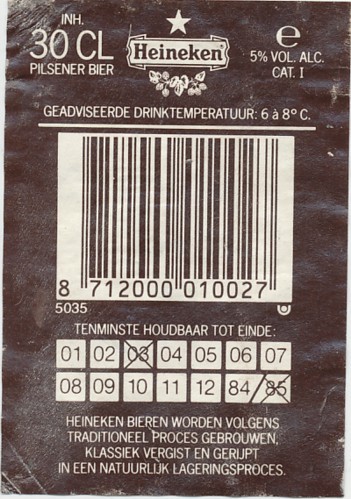 INH.
30 CL
PILSENER BIER
Heineken
e
5% VOL. ALC.
CAT. I
GEADVISEERDE DRINKTEMPERATUUR: 6 à 8° C.
8 712000 010027
5035
TENMINSTE HOUDBAAR TOT EINDE:
01 02 03 04 05 06 07
08 09 10 11 12 84/85
HEINEKEN BIEREN WORDEN VOLGENS
TRADITIONEEL PROCES GEBROUWEN,
KLASSIEK VERGIST EN GERIJPT
IN EEN NATUURLIJK LAGERINGSPROCES.